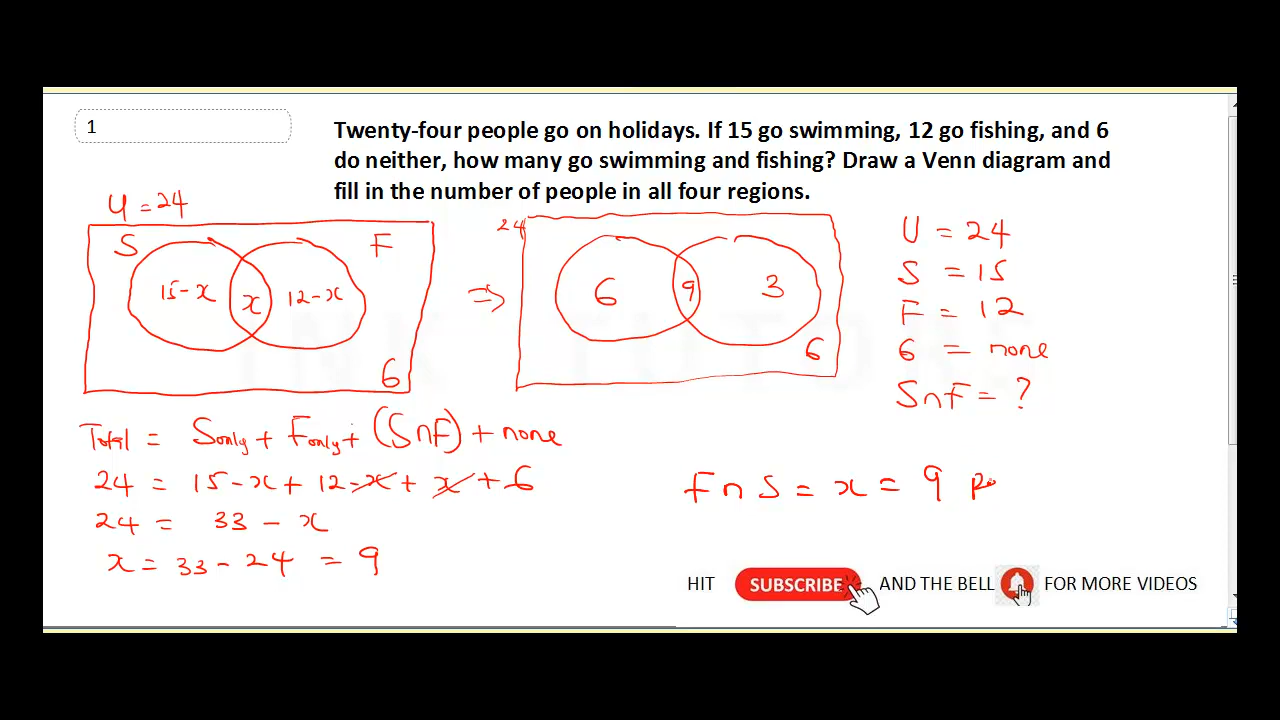 1
Twenty-four people go on holidays. If 15 go swimming, 12 go fishing, and 6
do neither, how many go swimming and fishing? Draw a Venn diagram and
fill in the number of people in all four regions.
U = 24
S F
15-x x 12-x
6
⇒
24
6 9 3
6
U = 24
S = 15
F = 12
6 = none
S∩F = ?
Total = S only + F only + (S∩F) + none
24 = 15-x + 12-x + x + 6
24 = 33 - x
x = 33 - 24 = 9
F∩S = x = 9 pe
HIT SUBSCRIBE AND THE BELL FOR MORE VIDEOS